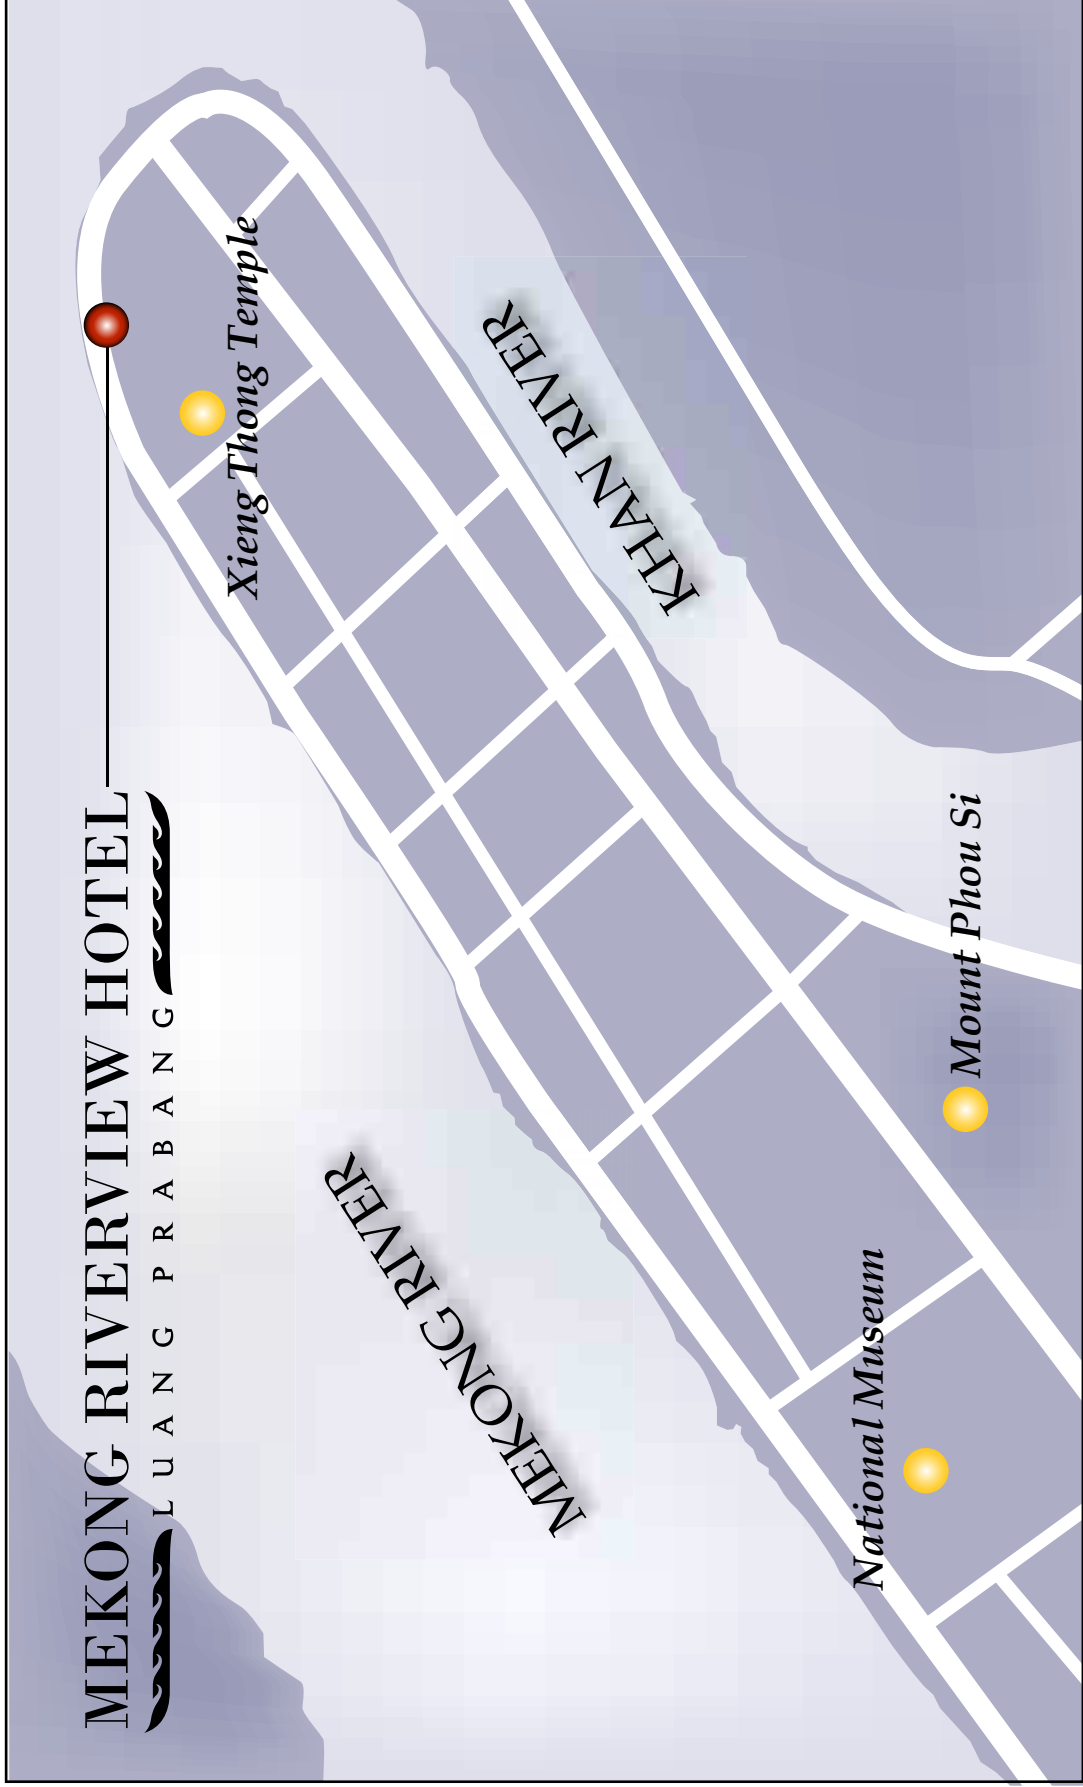 MEKONG RIVERVIEW HOTEL
LUANG PRABANG
Xieng Thong Temple
MEKONG RIVER
KHAN RIVER
National Museum
Mount Phou Si